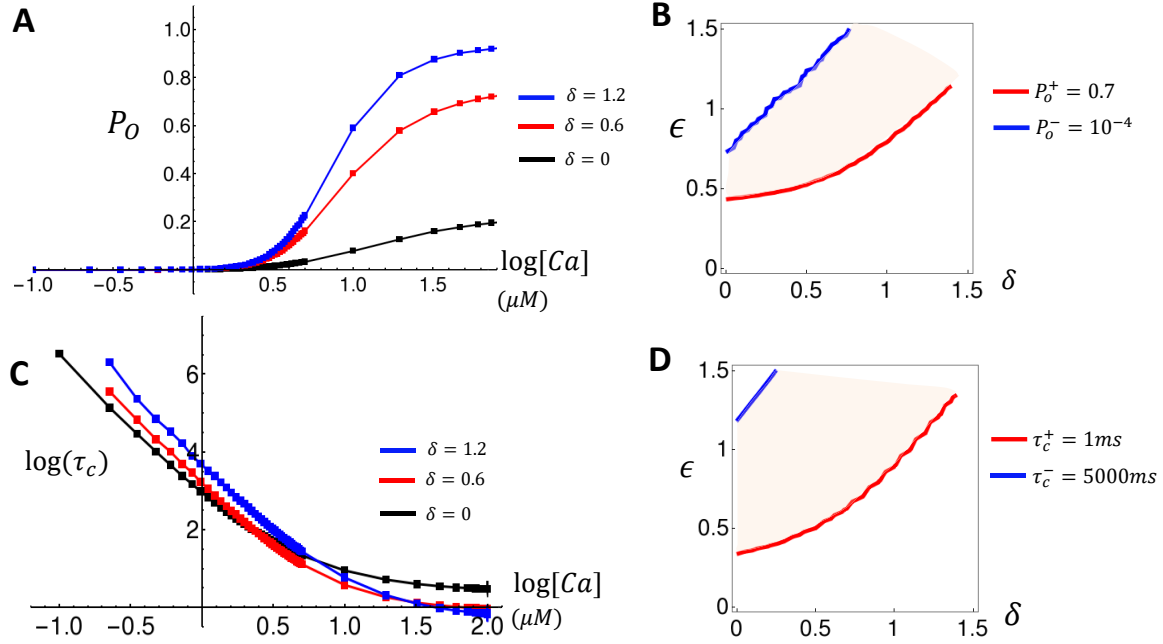 A
P_O
1.0
0.8
0.6
0.4
0.2
−1.0 −0.5 0.5 1.0 1.5
log[Ca]
(μM)
δ = 1.2
δ = 0.6
δ = 0
B
ϵ
1.5
1
0.5
0
0 0.5 1 1.5
δ
P_o^+ = 0.7
P_o^- = 10^{-4}
C
log(τ_c)
6
4
2
−1.0 −0.5 0.5 1.0 1.5 2.0
log[Ca]
(μM)
δ = 1.2
δ = 0.6
δ = 0
D
ϵ
1.5
1
0.5
0
0 0.5 1 1.5
δ
τ_c^+ = 1ms
τ_c^- = 5000ms